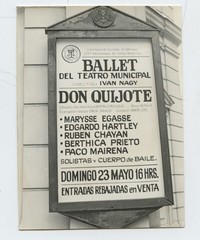 BALLET
DEL TEATRO MUNICIPAL
IVAN NAGY
DON QUIJOTE
• MARYSSE EGASSE
• EDGARDO HARTLEY
• RUBEN CHAYAN
• BERTHICA PRIETO
• PACO MAIRENA
SOLISTAS Y CUERPO DE BAILE.
DOMINGO 23 MAYO 16 HRS.
ENTRADAS REBAJADAS en VENTA